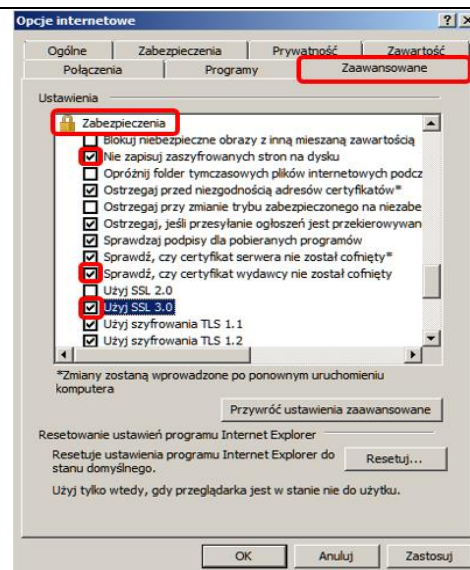 Opcje internetowe
Ogólne Zabezpieczenia Prywatność Zawartość
Połączenia Programy Zaawansowane
Ustawienia
Zabezpieczenia
Blokuj niebezpieczne obrazy z inną mieszaną zawartością
Nie zapisuj zaszyfrowanych stron na dysku
Opróżnij folder tymczasowych plików internetowych podcz
Ostrzegaj przed niezgodnością adresów certyfikatów*
Ostrzegaj przy zmianie trybu zabezpieczonego na niezabe
Ostrzegaj, jeśli przesyłanie ogłoszeń jest przekierowywan
Sprawdzaj podpisy dla pobieranych programów
Sprawdź, czy certyfikat serwera nie został cofnięty*
Sprawdź, czy certyfikat wydawcy nie został cofnięty
Użyj SSL 2.0
Użyj SSL 3.0
Użyj szyfrowania TLS 1.1
Użyj szyfrowania TLS 1.2
*Zmiany zostaną wprowadzone po ponownym uruchomieniu
komputera
Przywróć ustawienia zaawansowane
Resetowanie ustawień programu Internet Explorer
Resetuje ustawienia programu Internet Explorer do
stanu domyślnego.
Resetuj...
Użyj tylko wtedy, gdy przeglądarka jest w stanie nie do użytku.
OK Anuluj Zastosuj